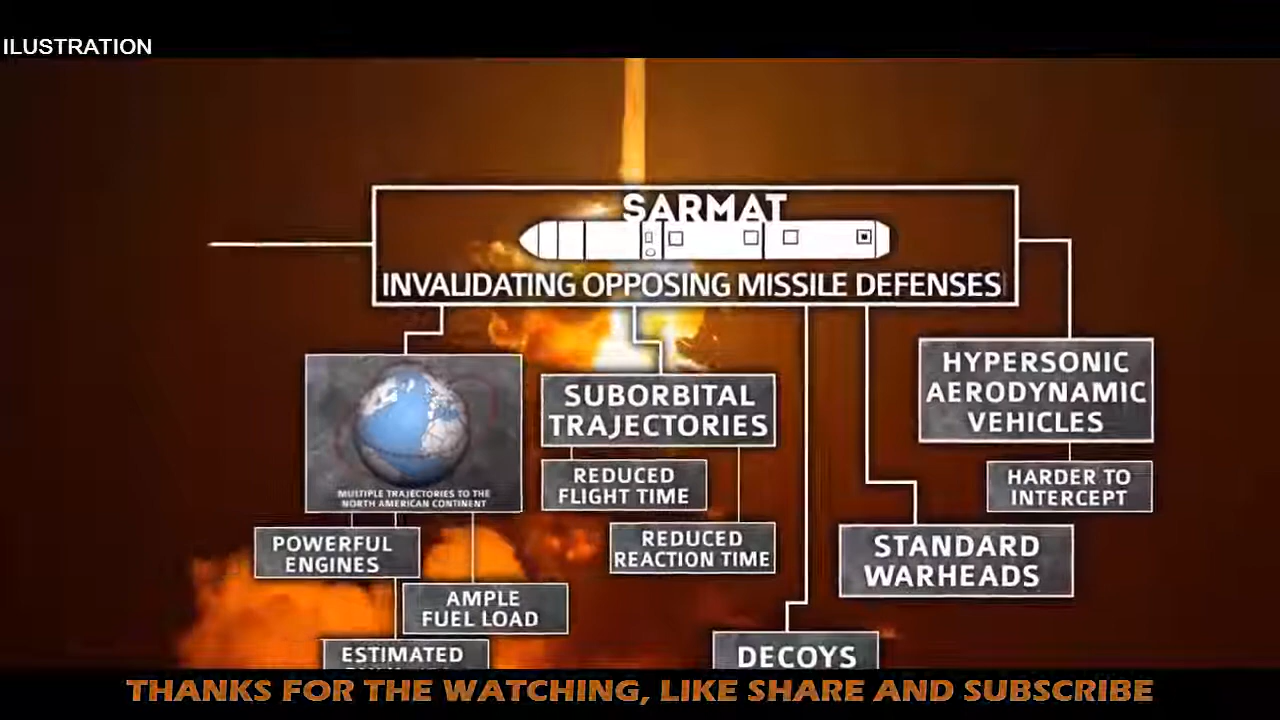 ILUSTRATION
SARMAT
INVALIDATING OPPOSING MISSILE DEFENSES
MULTIPLE TRAJECTORIES TO THE
NORTH AMERICAN CONTINENT
POWERFUL
ENGINES
AMPLE
FUEL LOAD
ESTIMATED
SUBORBITAL
TRAJECTORIES
REDUCED
FLIGHT TIME
REDUCED
REACTION TIME
DECOYS
STANDARD
WARHEADS
HYPERSONIC
AERODYNAMIC
VEHICLES
HARDER TO
INTERCEPT
THANKS FOR THE WATCHING, LIKE SHARE AND SUBSCRIBE